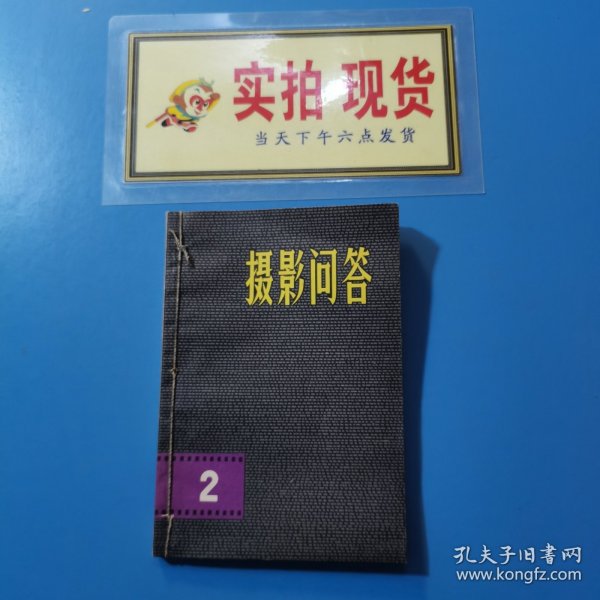 实拍 现货
当天下午六点发货
摄影问答
2
孔夫子旧书网
www.kongfz.com